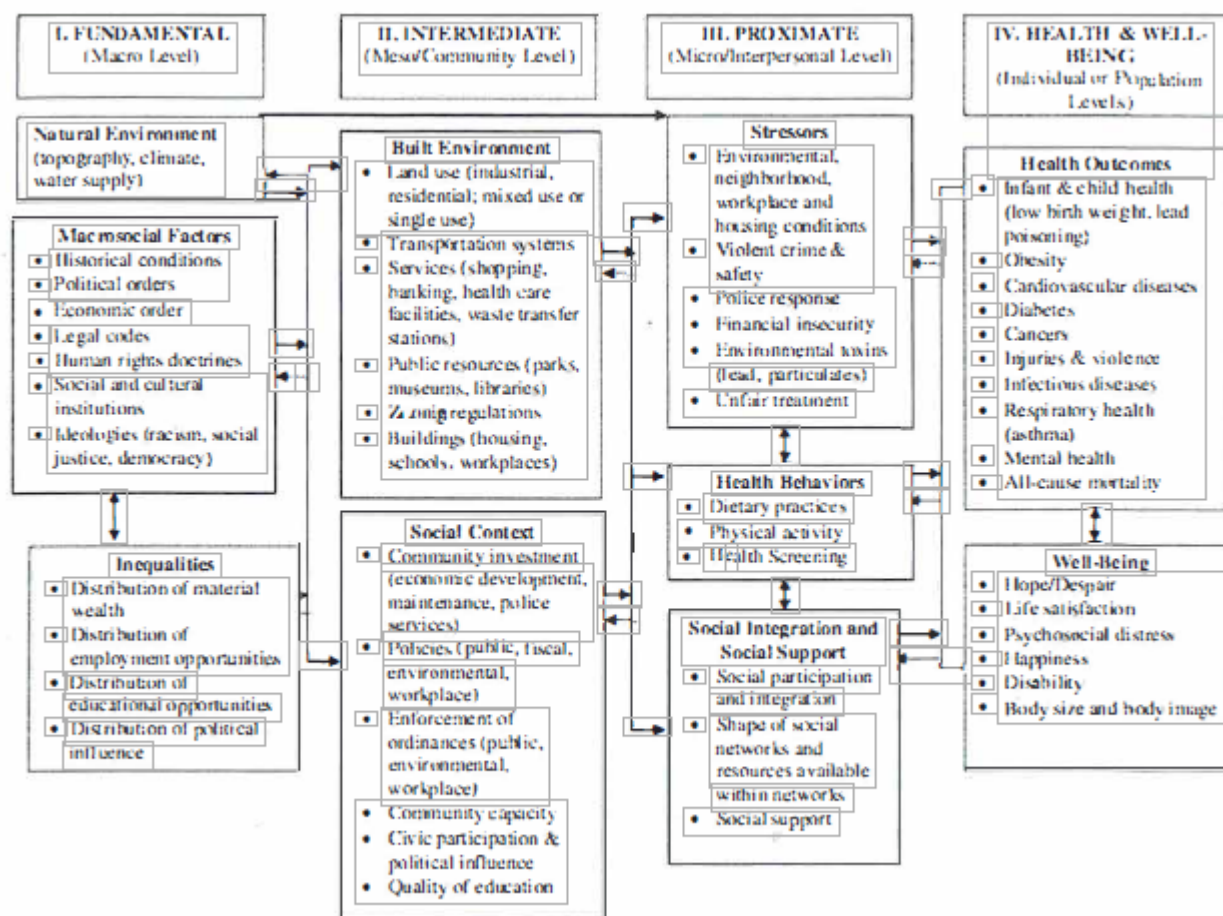 I. FUNDAMENTAL
(Macro Level)
II. INTERMEDIATE
(Meso/Community Level)
III. PROXIMATE
(Micro/Interpersonal Level)
IV. HEALTH & WELL-
BEING
(Individual or Population
Levels)
Natural Environment
(topography, climate,
water supply)
Macrosocial Factors
• Historical conditions
• Political orders
• Economic order
• Legal codes
• Human rights doctrines
• Social and cultural
institutions
• Ideologies (racism, social
justice, democracy)
Inequalities
• Distribution of material
wealth
• Distribution of
employment opportunities
• Distribution of
educational opportunities
• Distribution of political
influence
Built Environment
• Land use (industrial,
residential; mixed use or
single use)
• Transportation systems
• Services (shopping,
banking, health care
facilities, waste transfer
stations)
• Public resources (parks,
museums, libraries)
• Zoning regulations
• Buildings (housing,
schools, workplaces)
Social Context
• Community investment
(economic development,
maintenance, police
services)
• Policies (public, fiscal,
environmental,
workplace)
• Enforcement of
ordinances (public,
environmental,
workplace)
• Community capacity
• Civic participation &
political influence
• Quality of education
Stressors
• Environmental,
neighborhood,
workplace and
housing conditions
• Violent crime &
safety
• Police response
• Financial insecurity
• Environmental toxins
(lead, particulates)
• Unfair treatment
Health Behaviors
• Dietary practices
• Physical activity
• Health Screening
Social Integration and
Social Support
• Social participation
and integration
• Shape of social
networks and
resources available
within networks
• Social support
Health Outcomes
• Infant & child health
(low birth weight, lead
poisoning)
• Obesity
• Cardiovascular diseases
• Diabetes
• Cancers
• Injuries & violence
• Infectious diseases
• Respiratory health
(asthma)
• Mental health
• All-cause mortality
Well-Being
• Hope/Despair
• Life satisfaction
• Psychosocial distress
• Happiness
• Disability
• Body size and body image